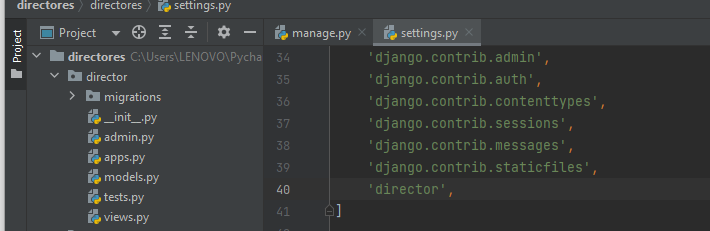 directores
directores
settings.py
Project
Project
manage.py
settings.py
directores C:\Users\LENOVO\Pycha
director
migrations
__init__.py
admin.py
apps.py
models.py
tests.py
views.py
34 'django.contrib.admin',
35 'django.contrib.auth',
36 'django.contrib.contenttypes',
37 'django.contrib.sessions',
38 'django.contrib.messages',
39 'django.contrib.staticfiles',
40 'director',
41 ]